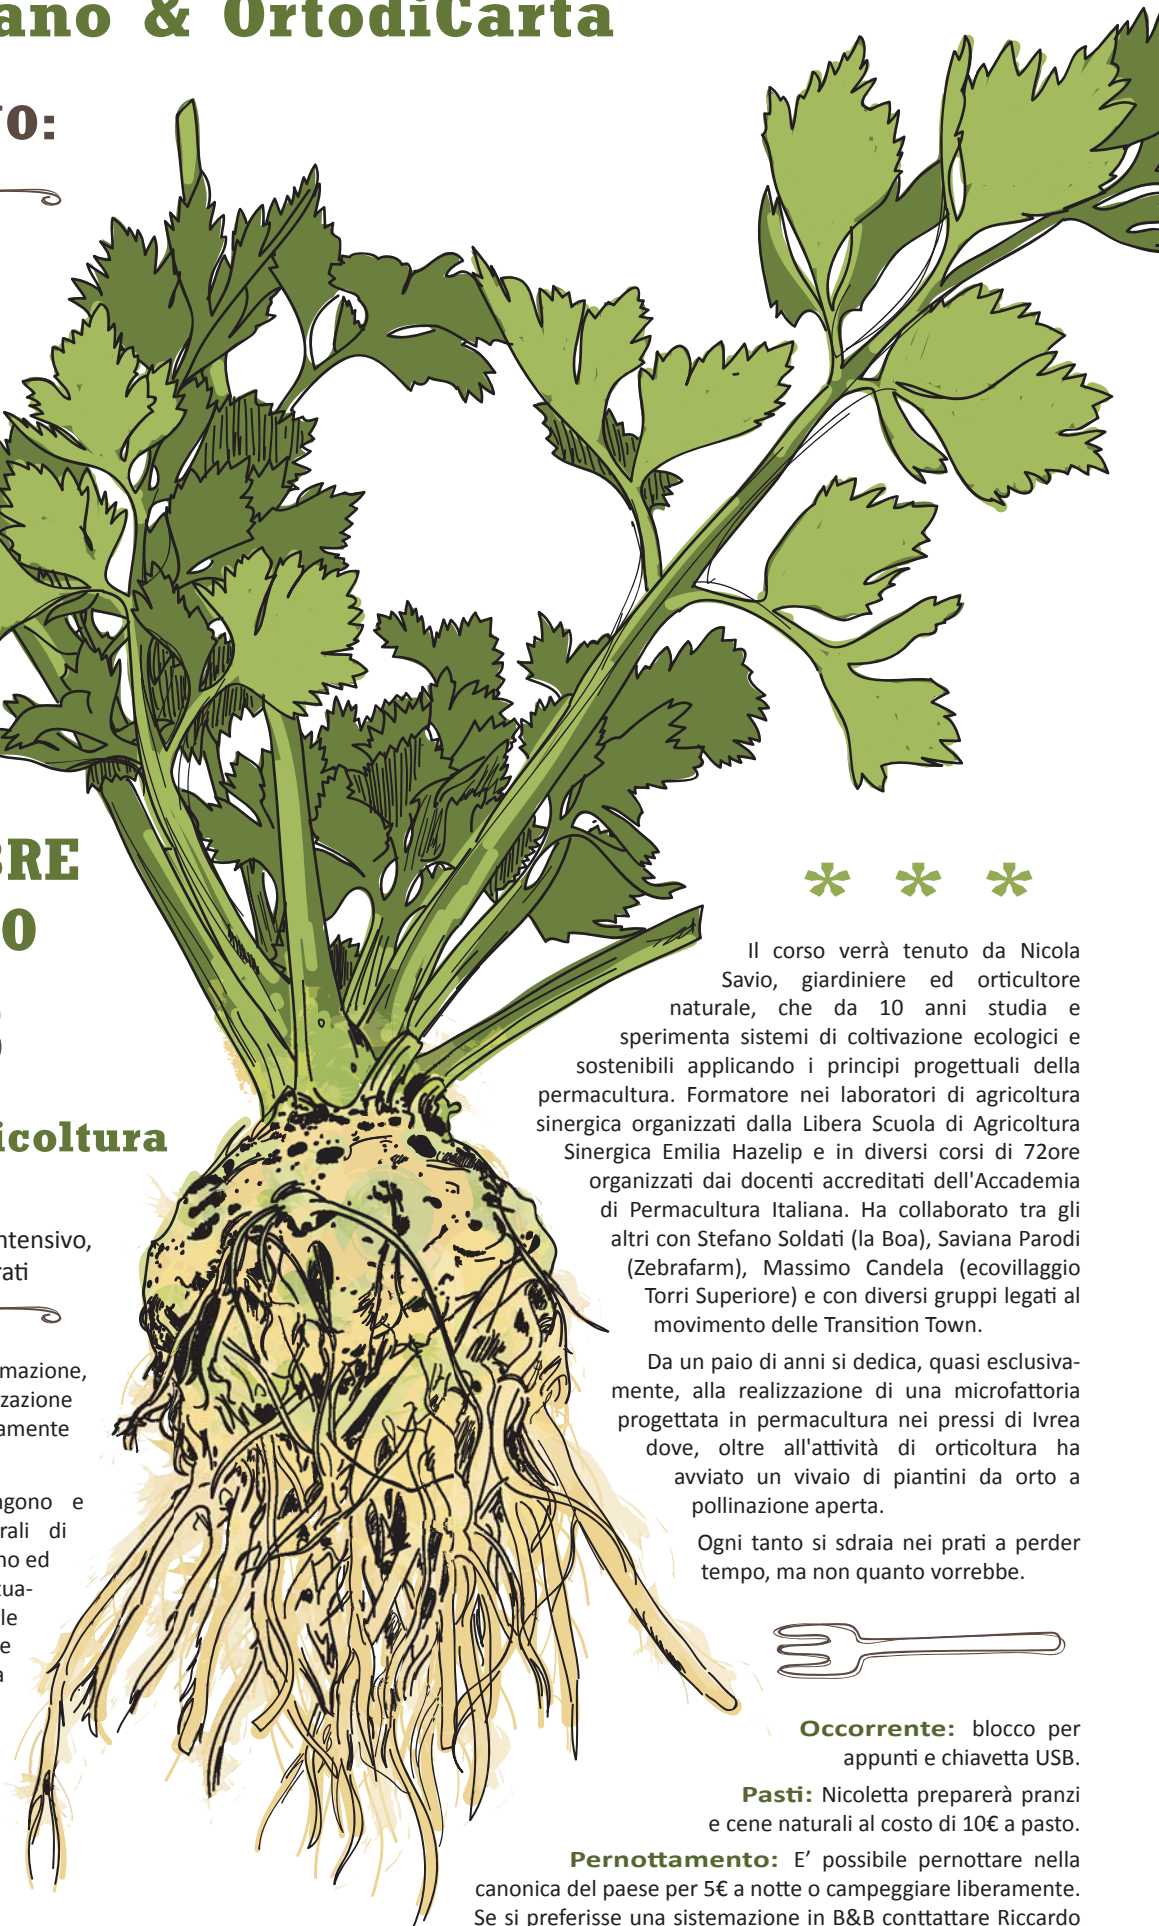 ano & OrtodiCarta
vo:
BRE
0
icoltura
ntensivo,
rati
mazione,
zazione
amente
ngono e
rali di
no ed
tua-
le
e
a
* * *
Il corso verrà tenuto da Nicola
Savio, giardiniere ed orticultore
naturale, che da 10 anni studia e
sperimenta sistemi di coltivazione ecologici e
sostenibili applicando i principi progettuali della
permacultura. Formatore nei laboratori di agricoltura
sinergica organizzati dalla Libera Scuola di Agricoltura
Sinergica Emilia Hazelip e in diversi corsi di 72ore
organizzati dai docenti accreditati dell'Accademia
di Permacultura Italiana. Ha collaborato tra gli
altri con Stefano Soldati (la Boa), Saviana Parodi
(Zebrafarm), Massimo Candela (ecovillaggio
Torri Superiore) e con diversi gruppi legati al
movimento delle Transition Town.
Da un paio di anni si dedica, quasi esclusiva-
mente, alla realizzazione di una microfattoria
progettata in permacultura nei pressi di Ivrea
dove, oltre all'attività di orticoltura ha
avviato un vivaio di piantini da orto a
pollinazione aperta.
Ogni tanto si sdraia nei prati a perder
tempo, ma non quanto vorrebbe.
Occorrente: blocco per
appunti e chiavetta USB.
Pasti: Nicoletta preparerà pranzi
e cene naturali al costo di 10€ a pasto.
Pernottamento: E’ possibile pernottare nella
canonica del paese per 5€ a notte o campeggiare liberamente.
Se si preferisse una sistemazione in B&B conttattare Riccardo